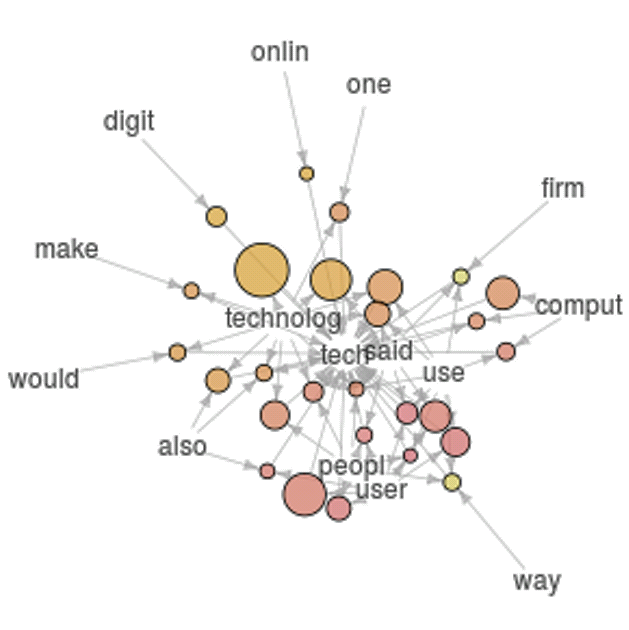 onlin
one
digit
firm
make
comput
technolog
tech
said
use
would
also
peopl
user
way